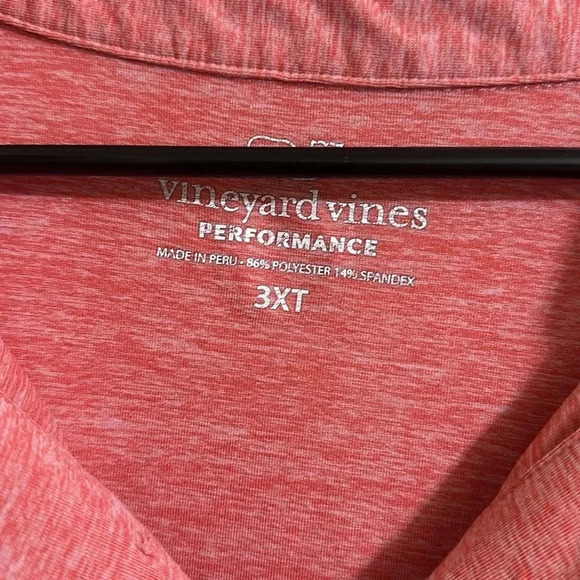 vineyard vines
PERFORMANCE
MADE IN PERU • 86% POLYESTER 14% SPANDEX
3XT